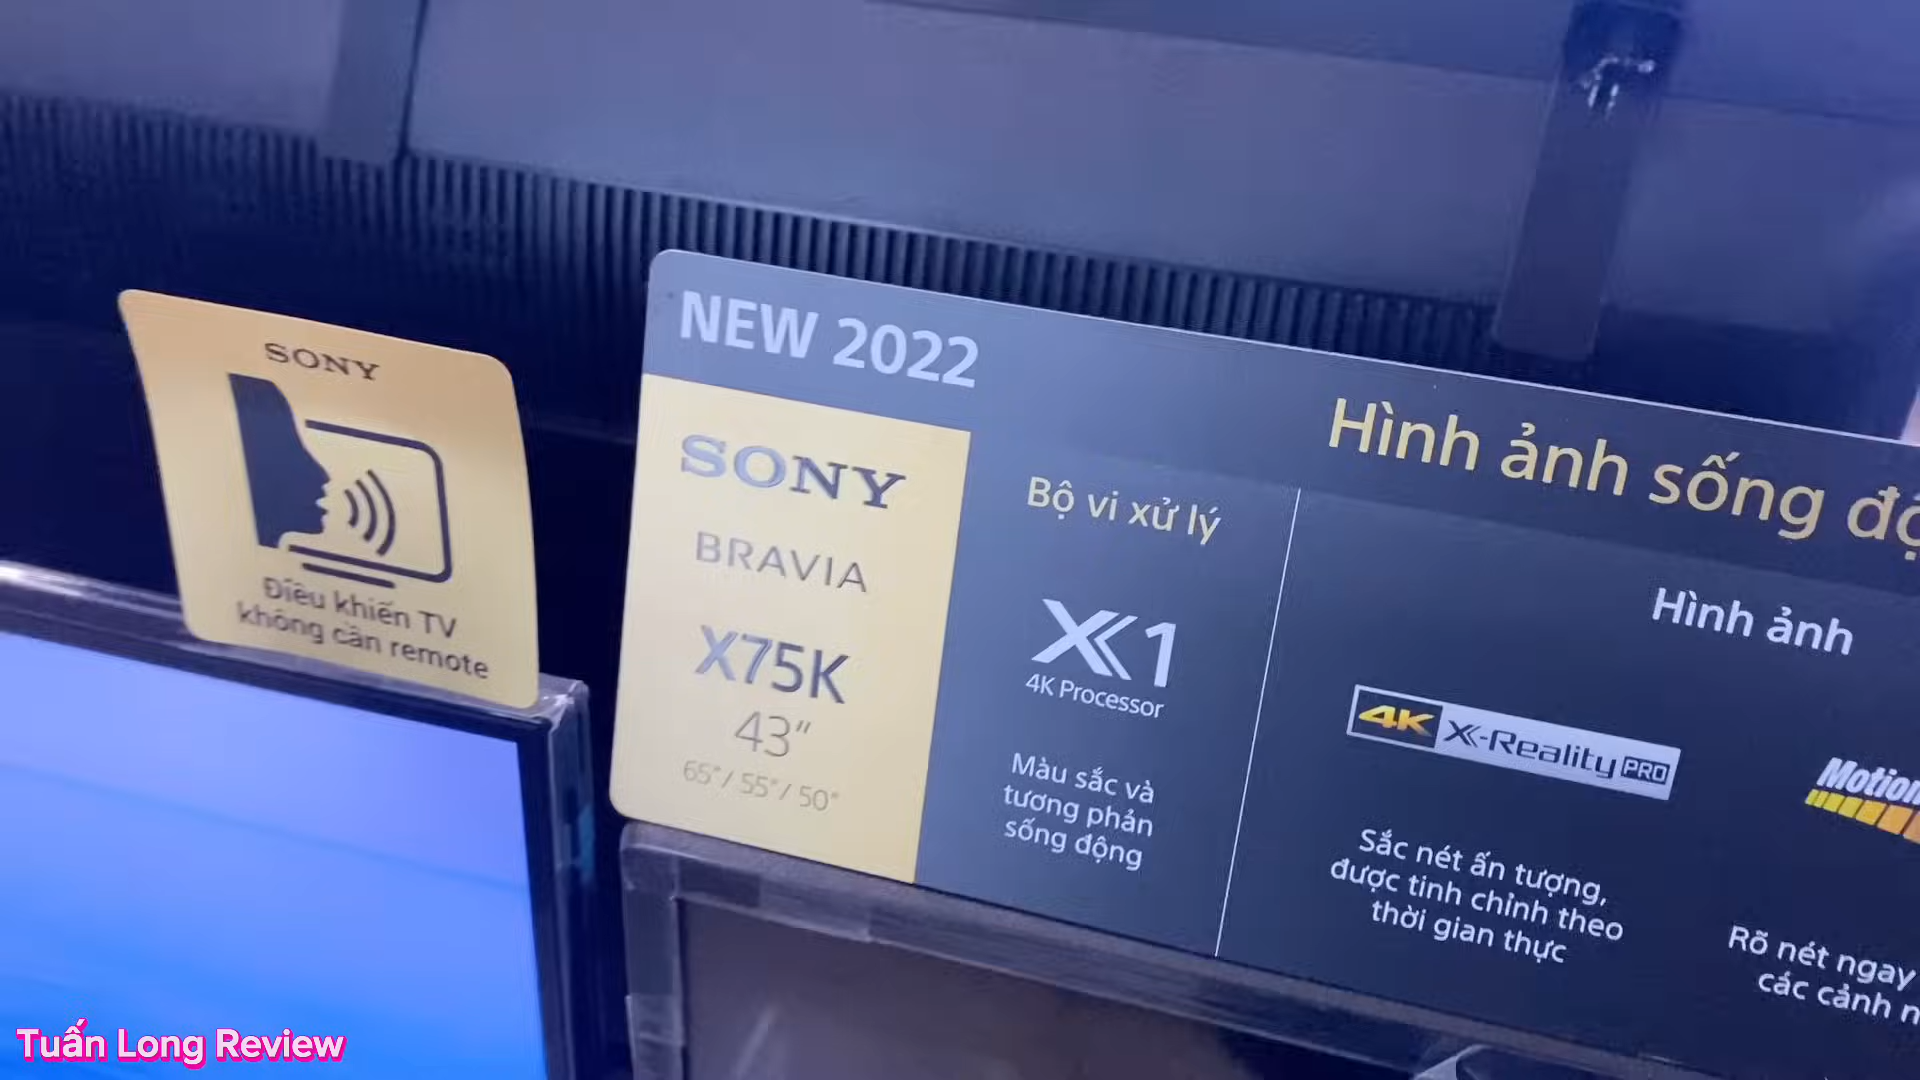 SONY
Điều khiển TV
không cần remote
NEW 2022
SONY
BRAVIA
X75K
43"
65"/ 55"/ 50"
Hình ảnh sống
Bộ vi xử lý
X1
4K Processor
Màu sắc và
tương phản
sống động
Hình ảnh
4K X-Reality PRO
Sắc nét ấn tượng,
được tinh chỉnh theo
thời gian thực
Motion
Rõ nét ngay
các cảnh
Tuấn Long Review